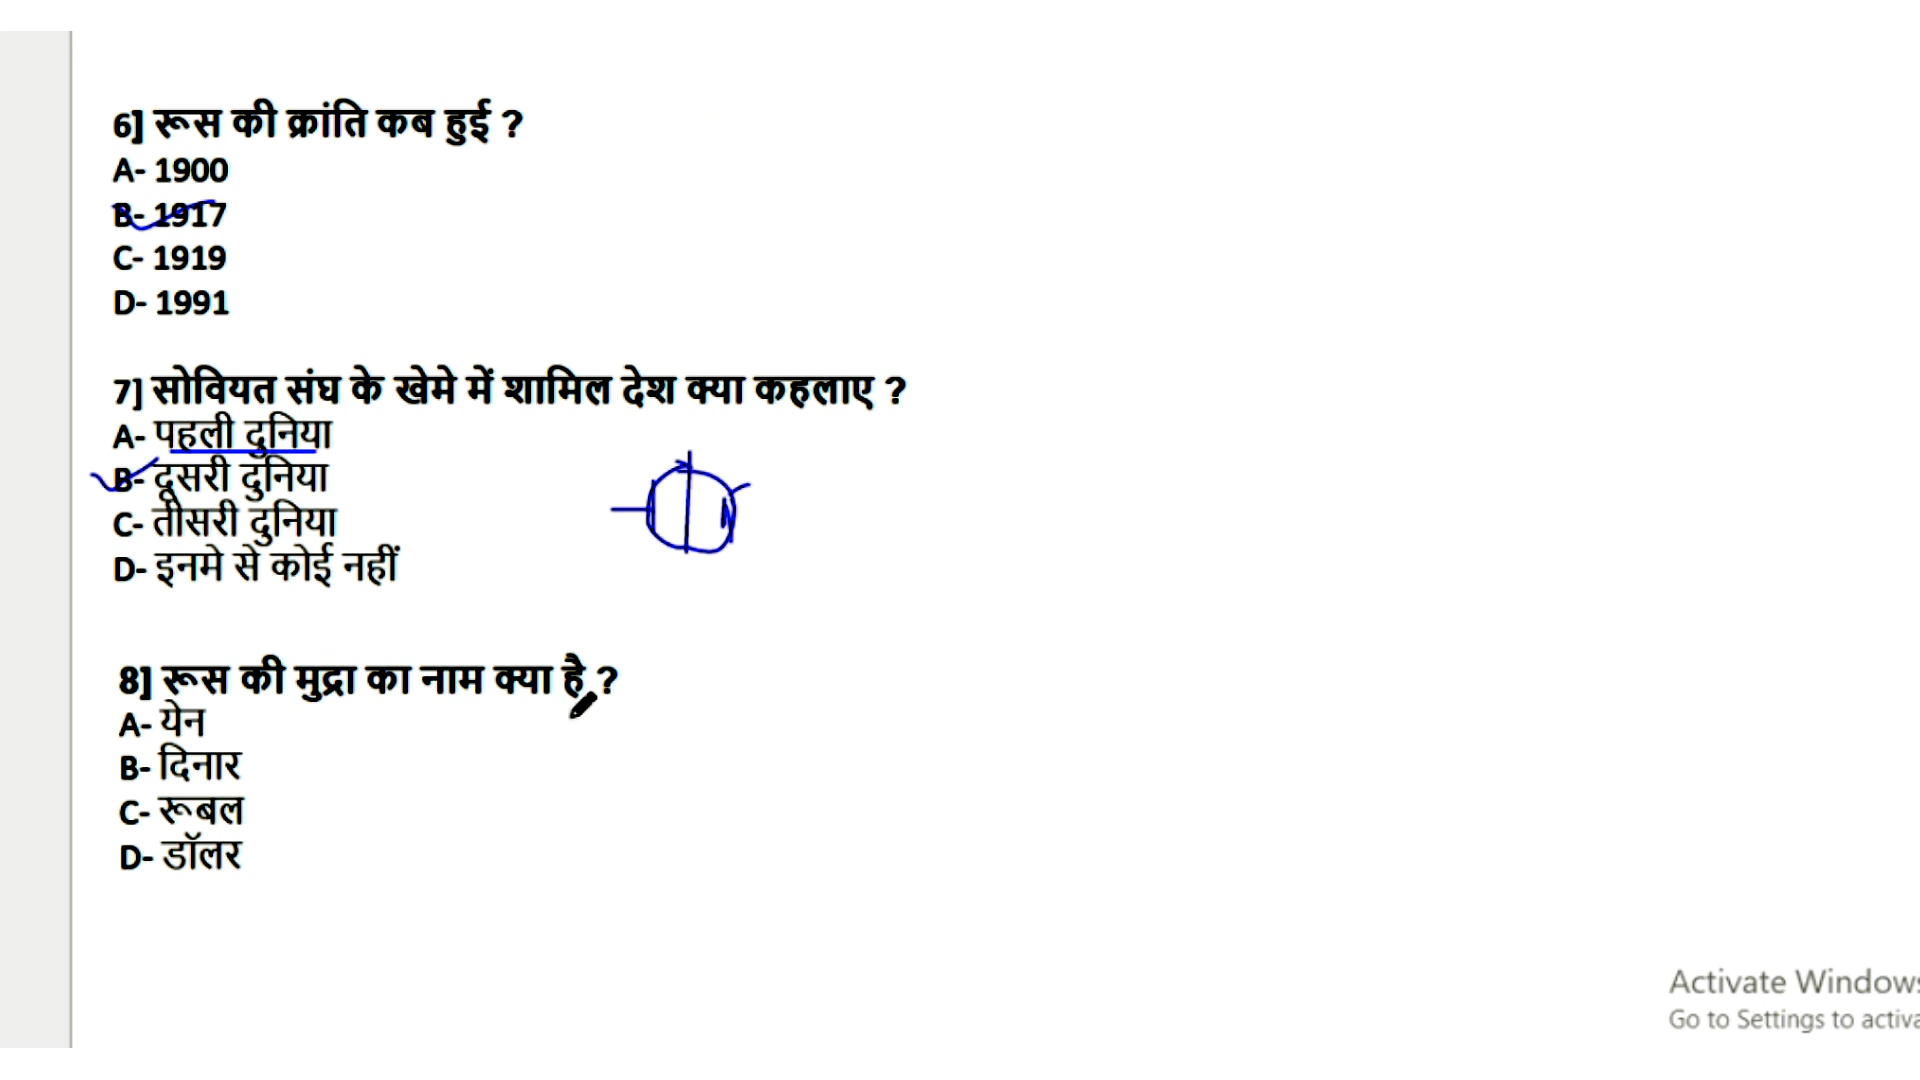 6] रूस की क्रांति कब हुई ?
A- 1900
B- 1917
C- 1919
D- 1991
7] सोवियत संघ के खेमे में शामिल देश क्या कहलाए ?
A- पहली दुनिया
B- दूसरी दुनिया
C- तीसरी दुनिया
D- इनमे से कोई नहीं
8] रूस की मुद्रा का नाम क्या है ?
A- येन
B- दिनार
C- रूबल
D- डॉलर
Activate Windows
Go to Settings to activa